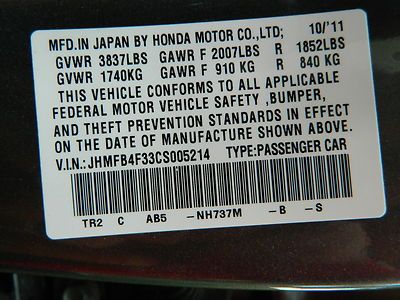 MFD. IN JAPAN BY HONDA MOTOR CO.,LTD; 10/'11
GVWR 3837LBS GAWR F 2007LBS R 1852LBS
GVWR 1740KG GAWR F 910 KG R 840 KG
THIS VEHICLE CONFORMS TO ALL APPLICABLE
FEDERAL MOTOR VEHICLE SAFETY ,BUMPER,
AND THEFT PREVENTION STANDARDS IN EFFECT
ON THE DATE OF MANUFACTURE SHOWN ABOVE.
V.I.N.: JHMFB4F33CS005214 TYPE:PASSENGER CAR
TR2 C AB5 -NH737M -B -S